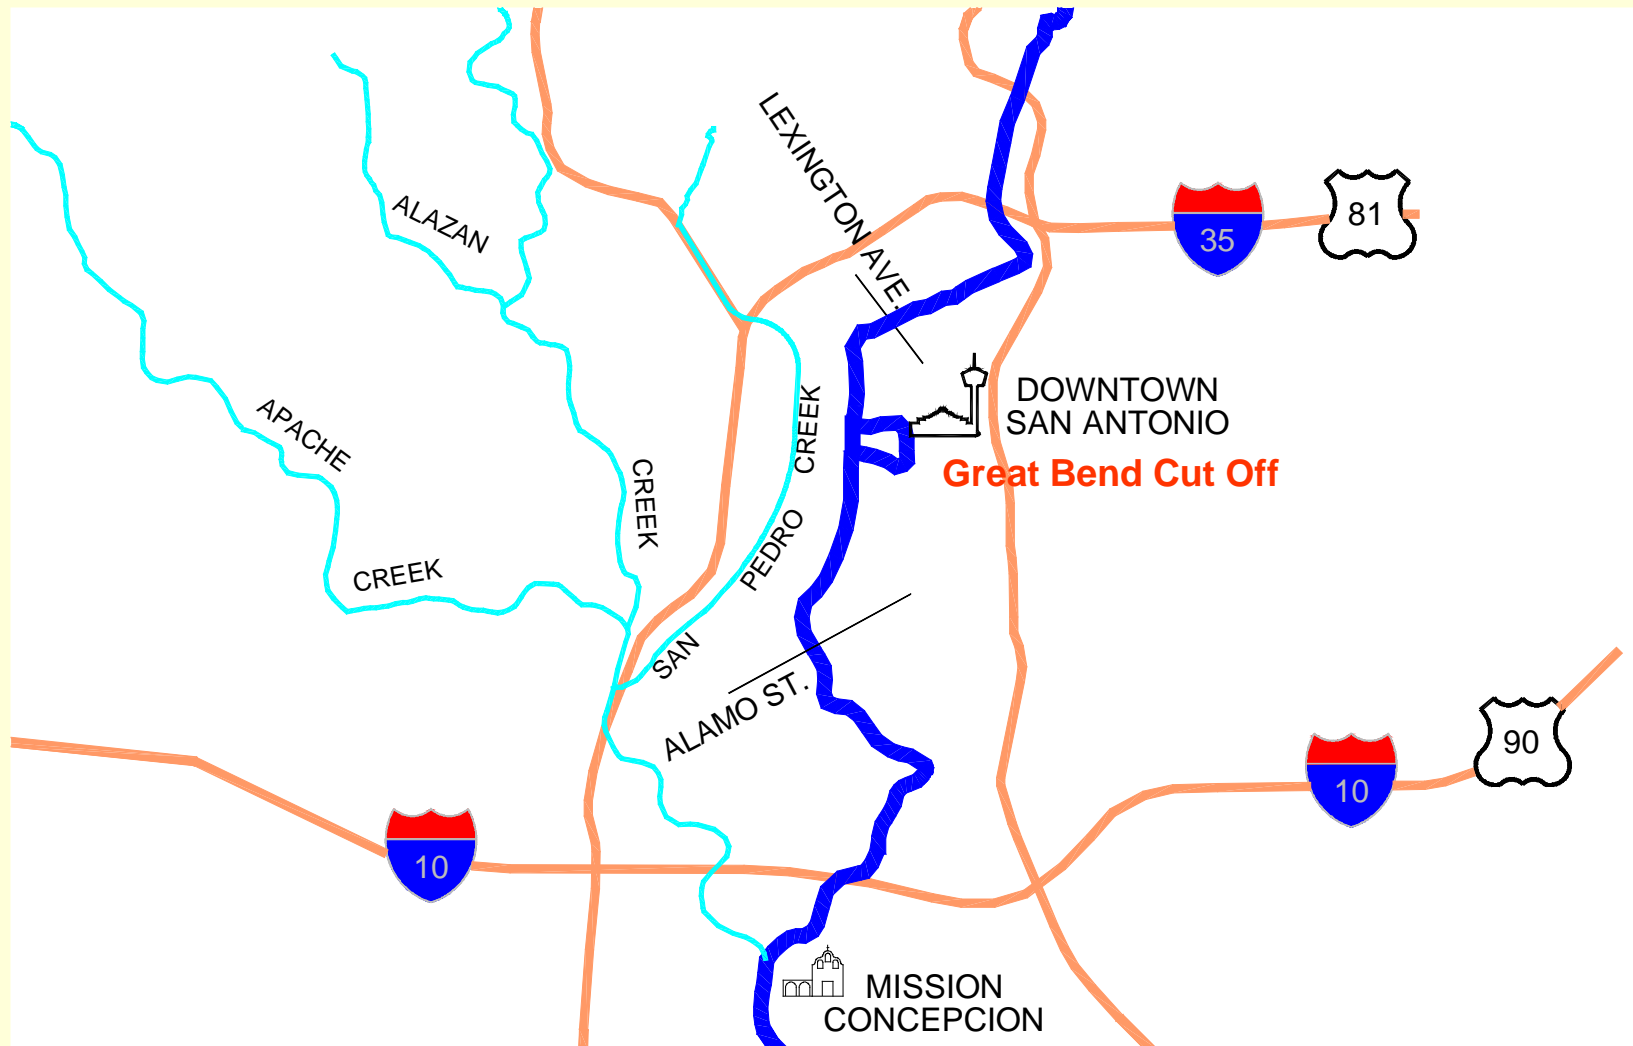 LEXINGTON AVE.
ALAZAN
CREEK
35
81
APACHE
CREEK
DOWNTOWN
SAN ANTONIO
Great Bend Cut Off
SAN
PEDRO
CREEK
ALAMO ST.
10
10
90
MISSION
CONCEPCION